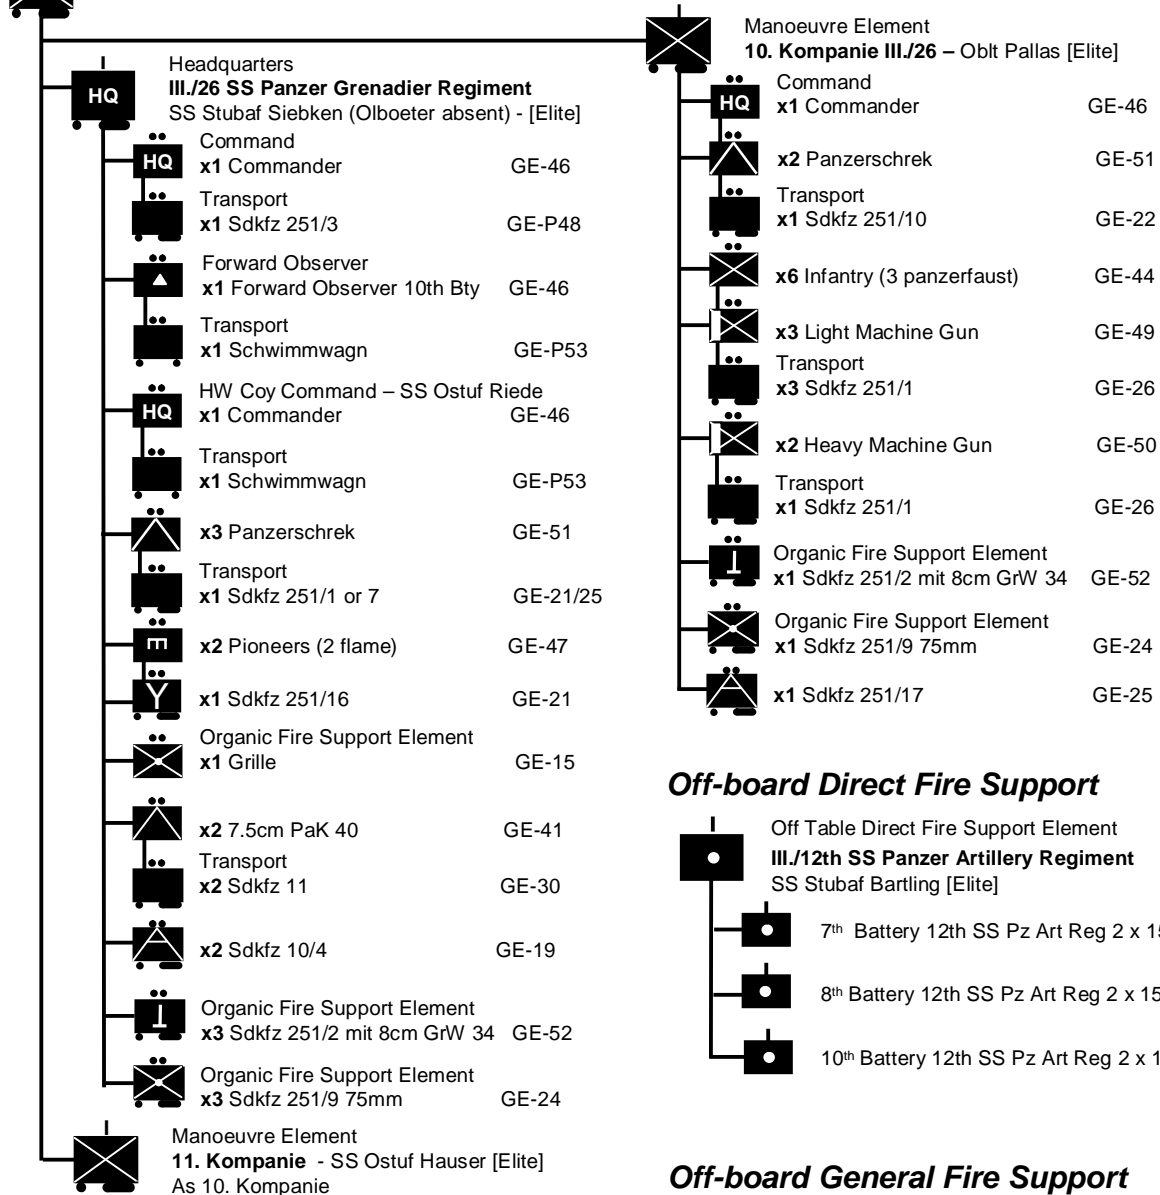 Headquarters
III./26 SS Panzer Grenadier Regiment
SS Stubaf Siebken (Olboeter absent) - [Elite]
HQ
Command
HQ x1 Commander GE-46
Transport
x1 Sdkfz 251/3 GE-P48
Forward Observer
x1 Forward Observer 10th Bty GE-46
Transport
x1 Schwimmwagn GE-P53
HW Coy Command – SS Ostuf Riede
HQ x1 Commander GE-46
Transport
x1 Schwimmwagn GE-P53
x3 Panzerschrek GE-51
Transport
x1 Sdkfz 251/1 or 7 GE-21/25
E x2 Pioneers (2 flame) GE-47
x1 Sdkfz 251/16 GE-21
Organic Fire Support Element
x1 Grille GE-15
x2 7.5cm PaK 40 GE-41
Transport
x2 Sdkfz 11 GE-30
x2 Sdkfz 10/4 GE-19
Organic Fire Support Element
x3 Sdkfz 251/2 mit 8cm GrW 34 GE-52
Organic Fire Support Element
x3 Sdkfz 251/9 75mm GE-24
Manoeuvre Element
11. Kompanie - SS Ostuf Hauser [Elite]
As 10. Kompanie
Manoeuvre Element
10. Kompanie III./26 – Oblt Pallas [Elite]
Command
HQ x1 Commander GE-46
x2 Panzerschrek GE-51
Transport
x1 Sdkfz 251/10 GE-22
x6 Infantry (3 panzerfaust) GE-44
x3 Light Machine Gun GE-49
Transport
x3 Sdkfz 251/1 GE-26
x2 Heavy Machine Gun GE-50
Transport
x1 Sdkfz 251/1 GE-26
Organic Fire Support Element
x1 Sdkfz 251/2 mit 8cm GrW 34 GE-52
Organic Fire Support Element
x1 Sdkfz 251/9 75mm GE-24
x1 Sdkfz 251/17 GE-25
Off-board Direct Fire Support
Off Table Direct Fire Support Element
III./12th SS Panzer Artillery Regiment
SS Stubaf Bartling [Elite]
7th Battery 12th SS Pz Art Reg 2 x
8th Battery 12th SS Pz Art Reg 2 x
10th Battery 12th SS Pz Art Reg 2 x
Off-board General Fire Support